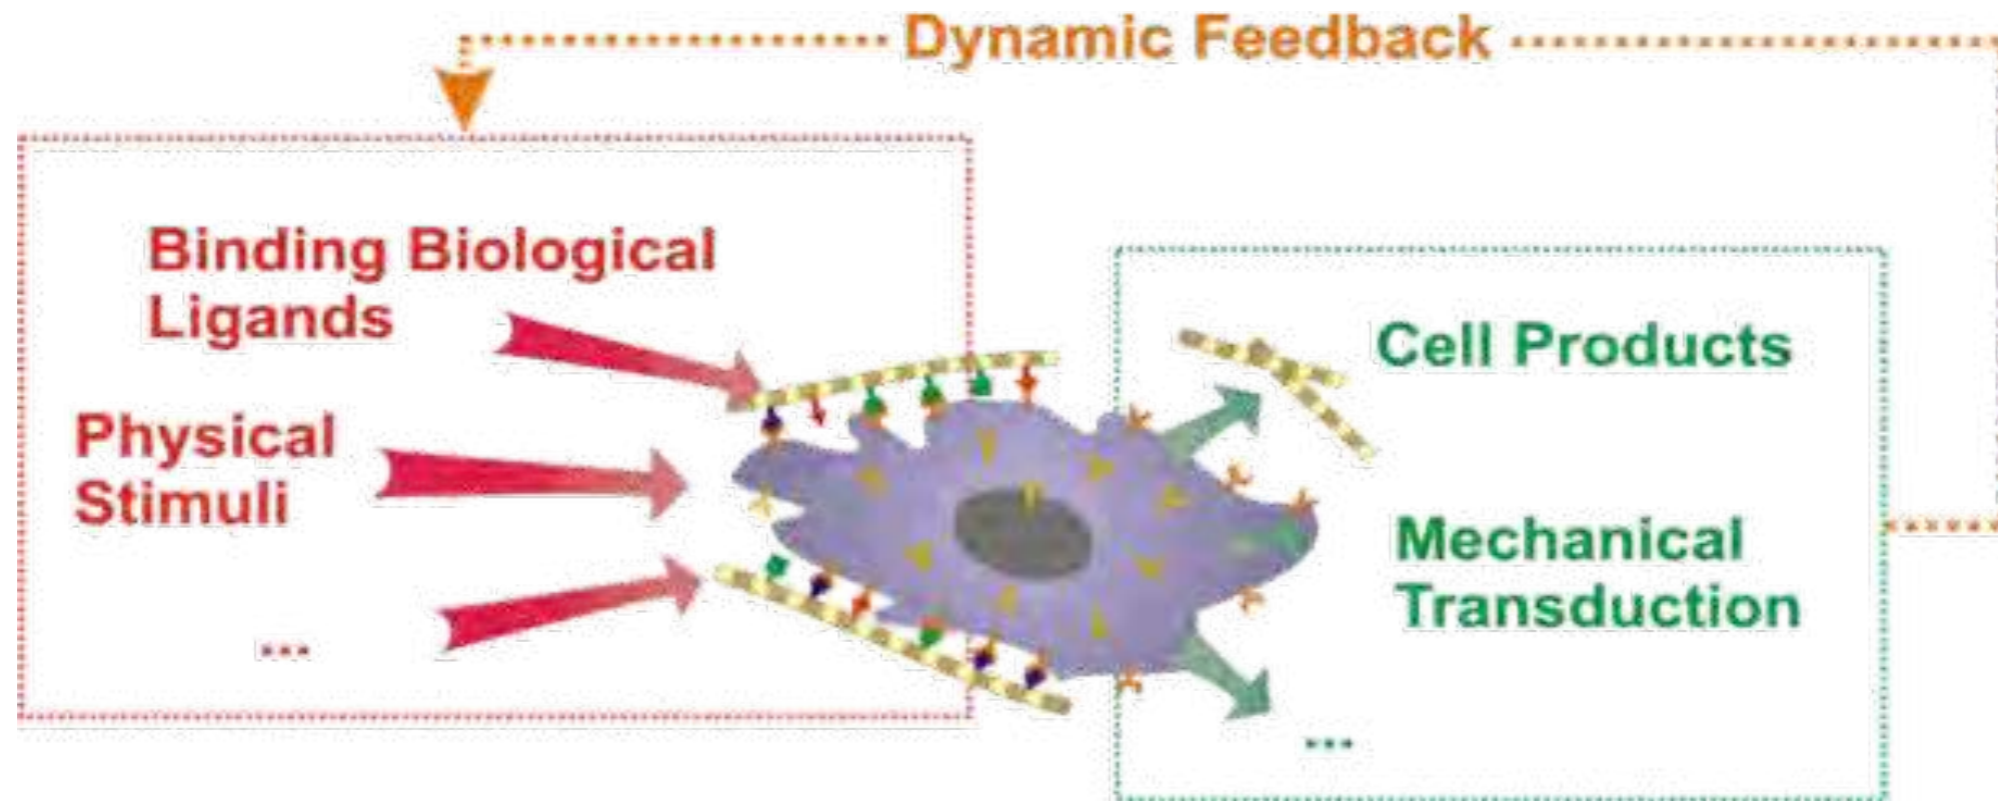 Dynamic Feedback
Binding Biological
Ligands
Physical
Stimuli
...
Cell Products
Mechanical
Transduction
...